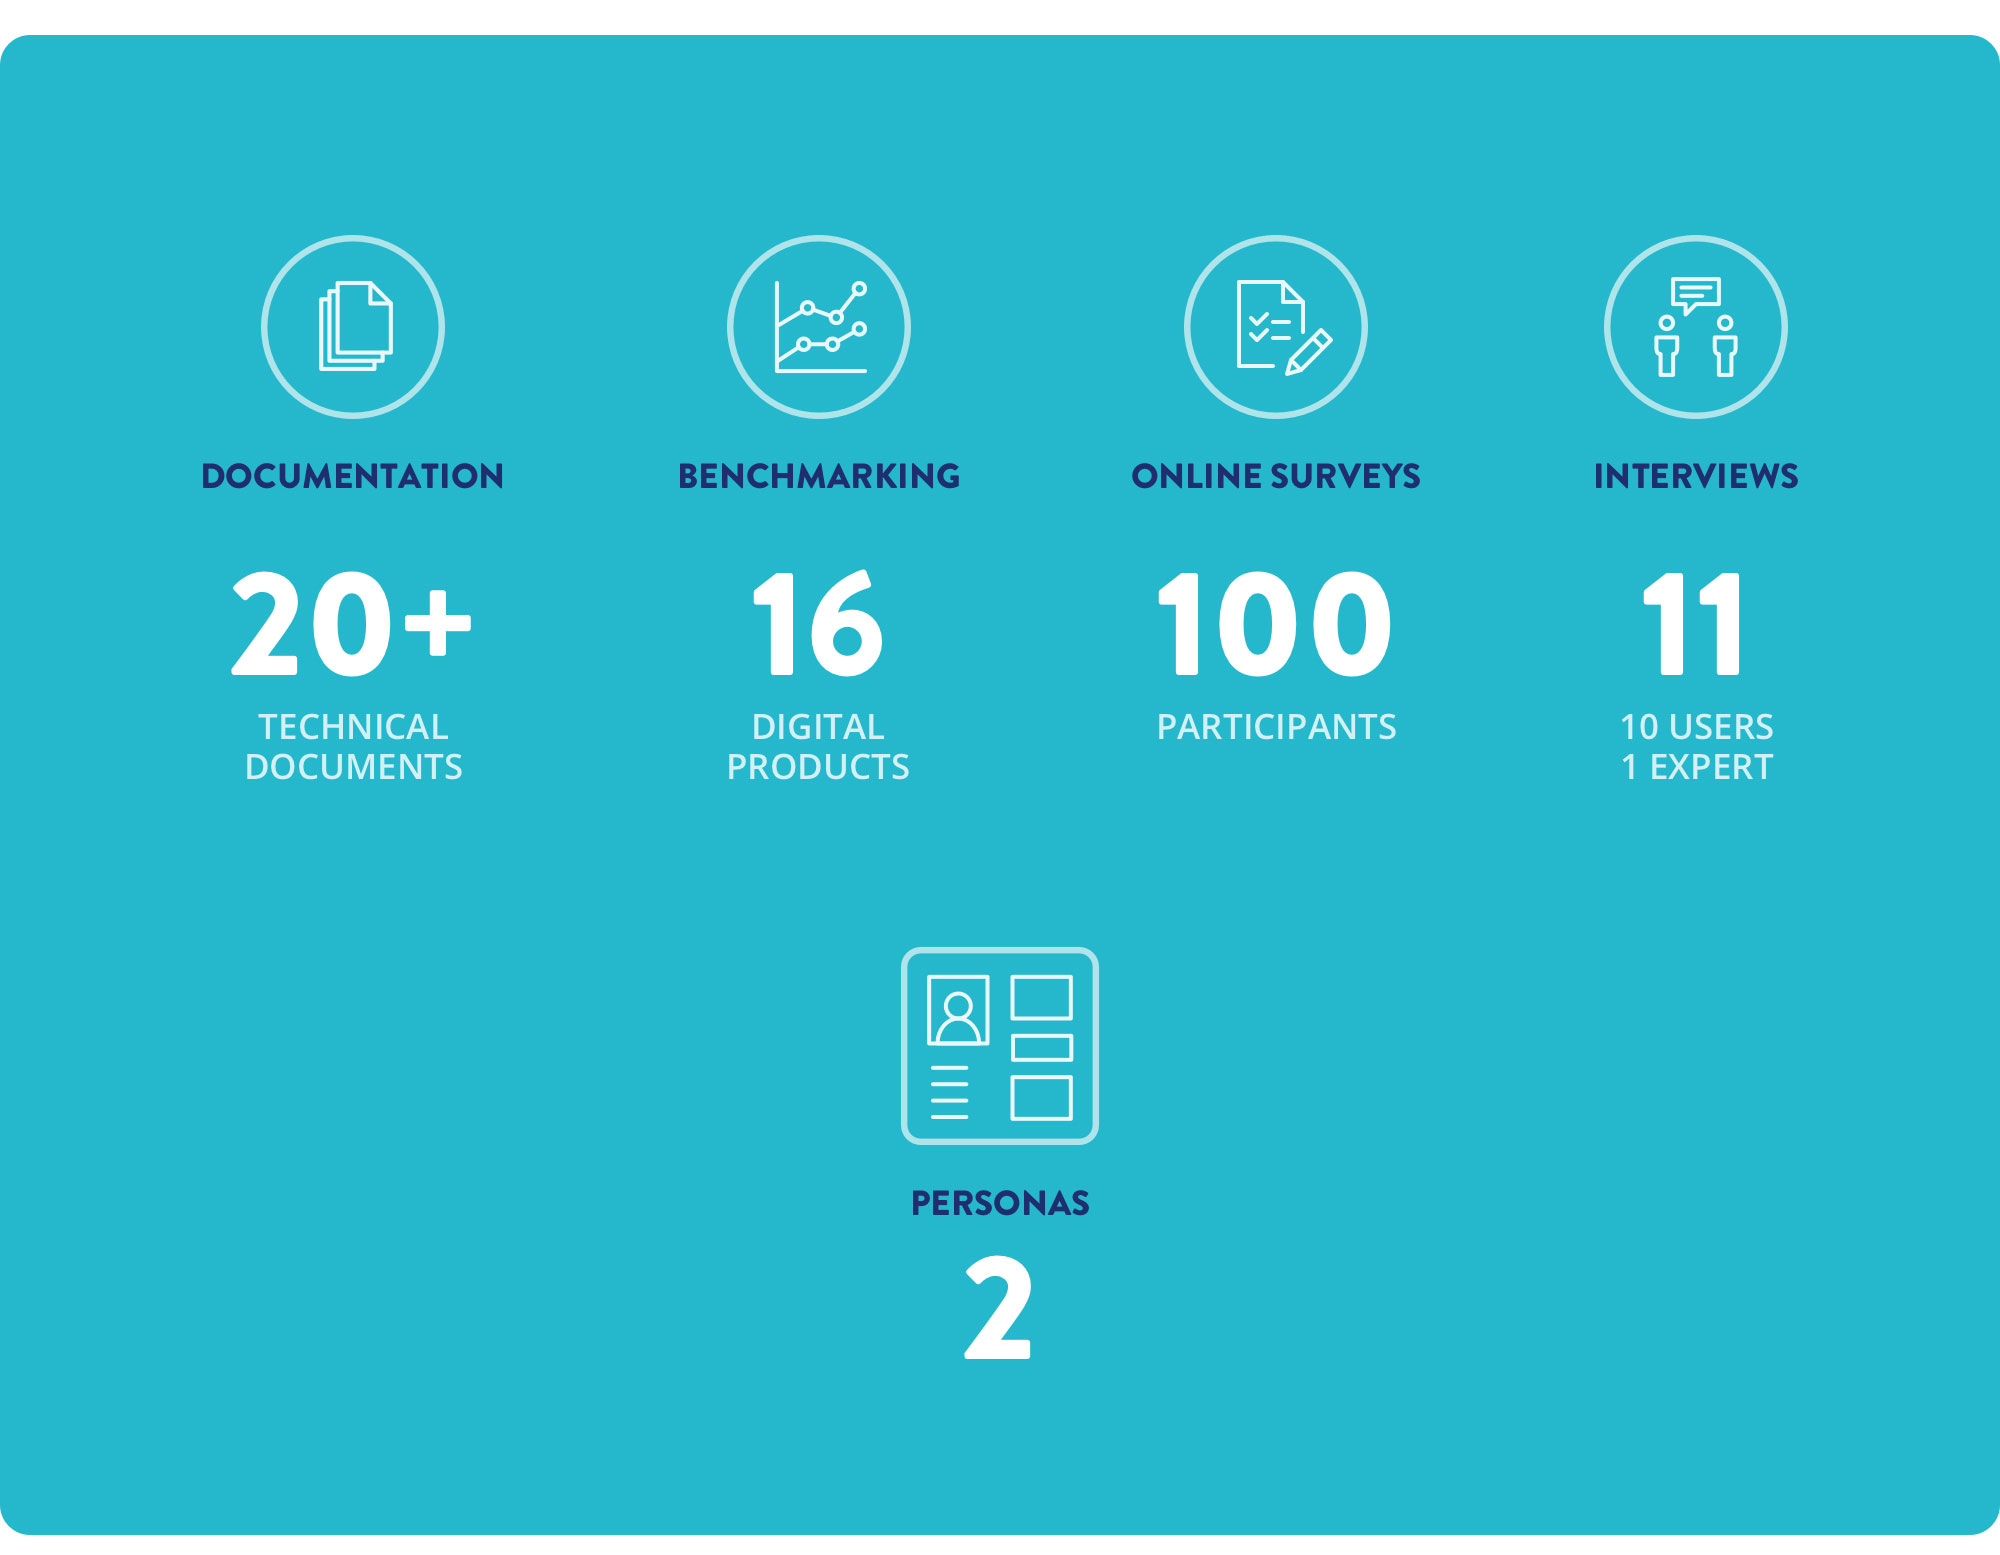 DOCUMENTATION
BENCHMARKING
ONLINE SURVEYS
INTERVIEWS
20+
16
100
11
TECHNICAL
DOCUMENTS
DIGITAL
PRODUCTS
PARTICIPANTS
10 USERS
1 EXPERT
PERSONAS
2